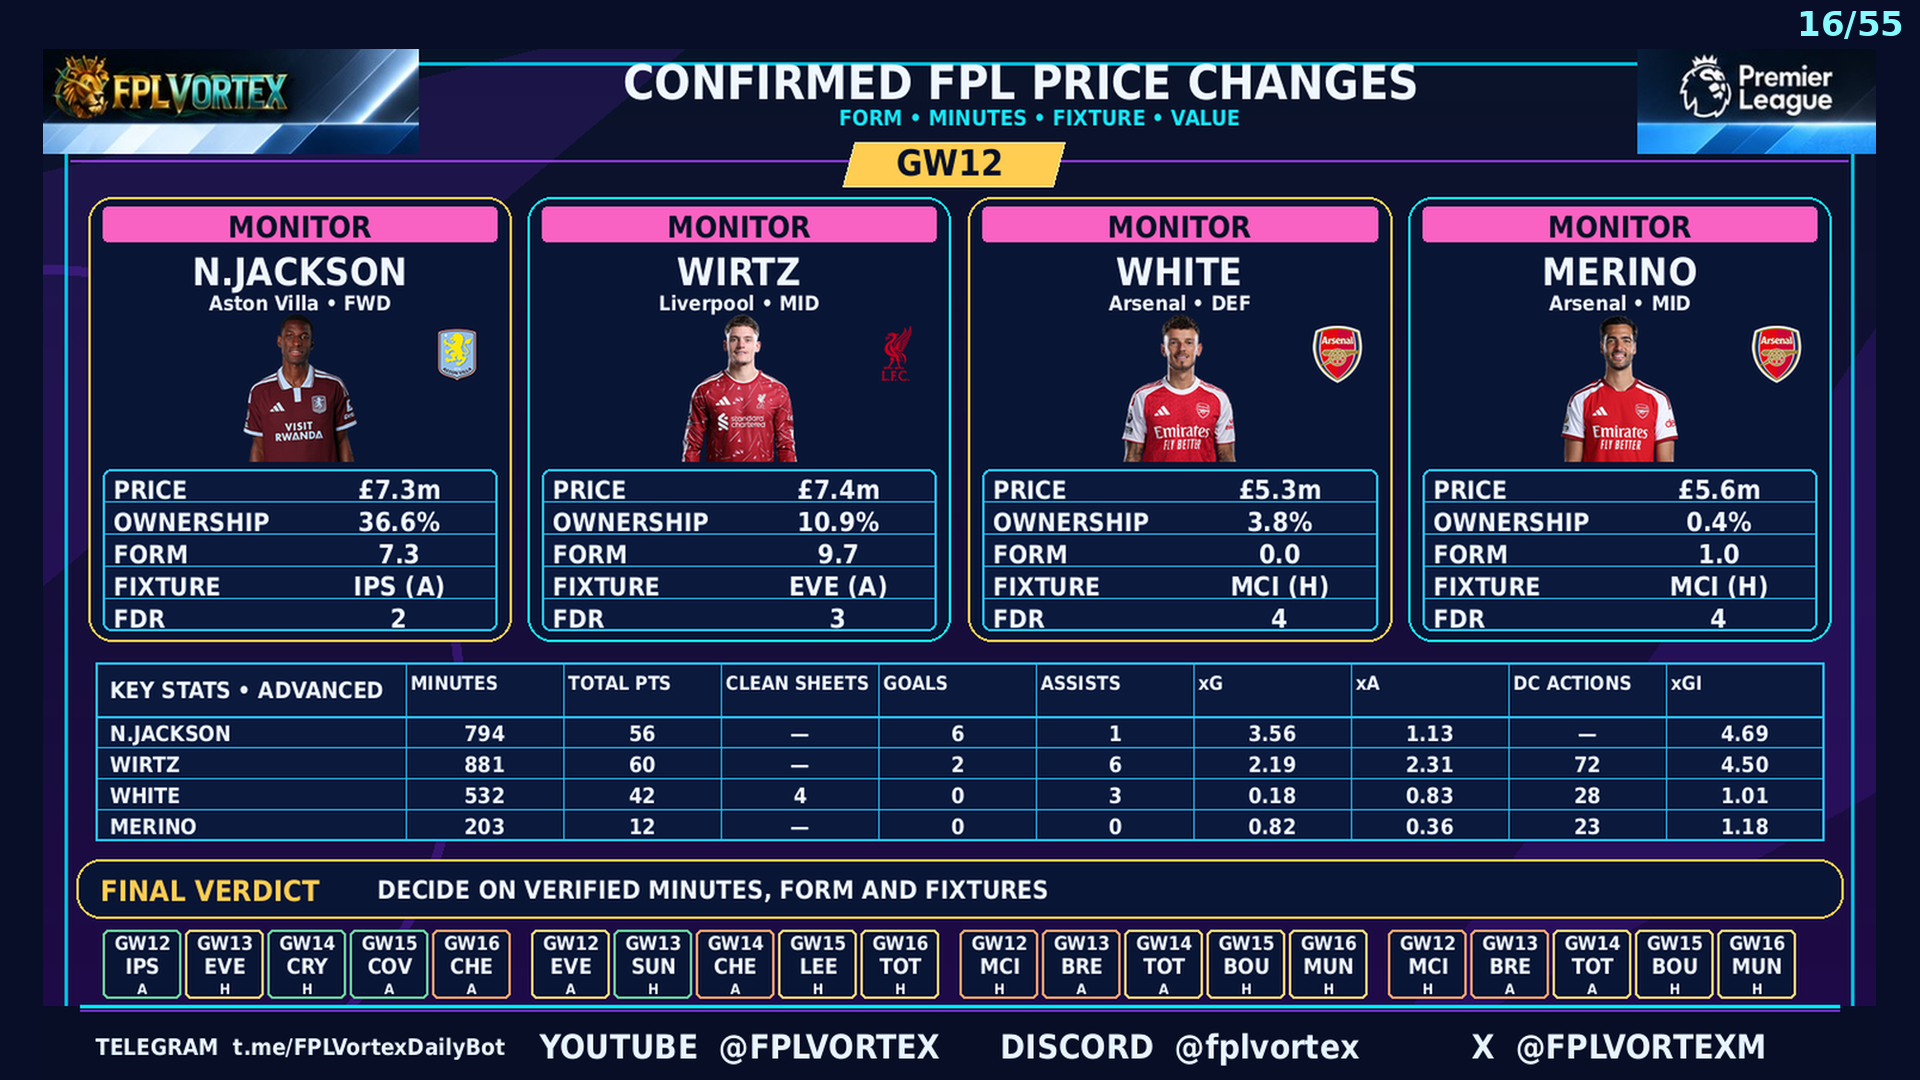 16/55
FPLVORTEX
CONFIRMED FPL PRICE CHANGES
Premier
League
FORM • MINUTES • FIXTURE • VALUE
GW12
MONITOR
N.JACKSON
Aston Villa • FWD
VISIT
RWANDA
PRICE £7.3m
OWNERSHIP 36.6%
FORM 7.3
FIXTURE IPS (A)
FDR 2
MONITOR
WIRTZ
Liverpool • MID
L.F.C.
standard
chartered
PRICE £7.4m
OWNERSHIP 10.9%
FORM 9.7
FIXTURE EVE (A)
FDR 3
MONITOR
WHITE
Arsenal • DEF
Arsenal
Emirates
FLY BETTER
PRICE £5.3m
OWNERSHIP 3.8%
FORM 0.0
FIXTURE MCI (H)
FDR 4
MONITOR
MERINO
Arsenal • MID
Arsenal
Emirates
FLY BETTER
PRICE £5.6m
OWNERSHIP 0.4%
FORM 1.0
FIXTURE MCI (H)
FDR 4
KEY STATS • ADVANCED MINUTES TOTAL PTS CLEAN SHEETS GOALS ASSISTS xG xA DC ACTIONS xGI
N.JACKSON 794 56 — 6 1 3.56 1.13 — 4.69
WIRTZ 881 60 — 2 6 2.19 2.31 72 4.50
WHITE 532 42 4 0 3 0.18 0.83 28 1.01
MERINO 203 12 — 0 0 0.82 0.36 23 1.18
FINAL VERDICT DECIDE ON VERIFIED MINUTES, FORM AND FIXTURES
GW12 GW13 GW14 GW15 GW16 GW12 GW13 GW14 GW15 GW16 GW12 GW13 GW14 GW15 GW16 GW12 GW13 GW14 GW15 GW16
IPS EVE CRY COV CHE EVE SUN CHE LEE TOT MCI BRE TOT BOU MUN MCI BRE TOT BOU MUN
A H H A A A H A H H H A A H H H A A H H
TELEGRAM t.me/FPLVortexDailyBot YOUTUBE @FPLVORTEX DISCORD @fplvortex X @FPLVORTEXM